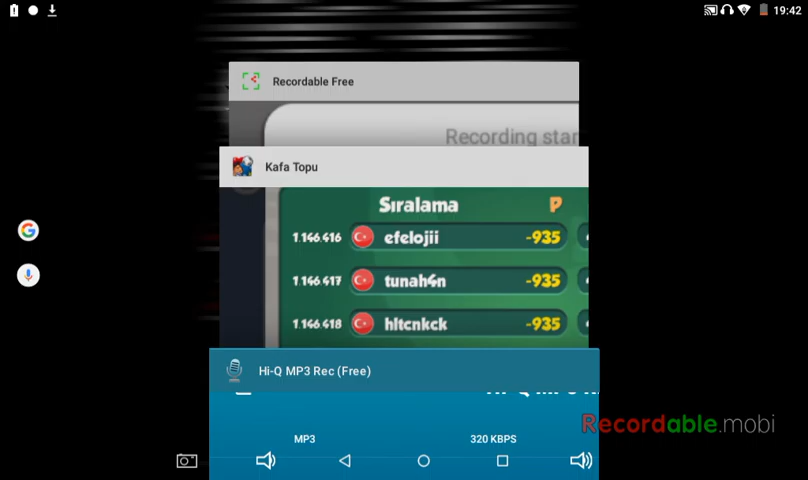 19:42
Recordable Free
Recording star
Kafa Topu
Sıralama P
1.146.416 efelojii -935
1.146.417 tunah4n -935
1.146.418 hltcnkck -935
Hi-Q MP3 Rec (Free)
MP3 320 KBPS
Recordable.mobi